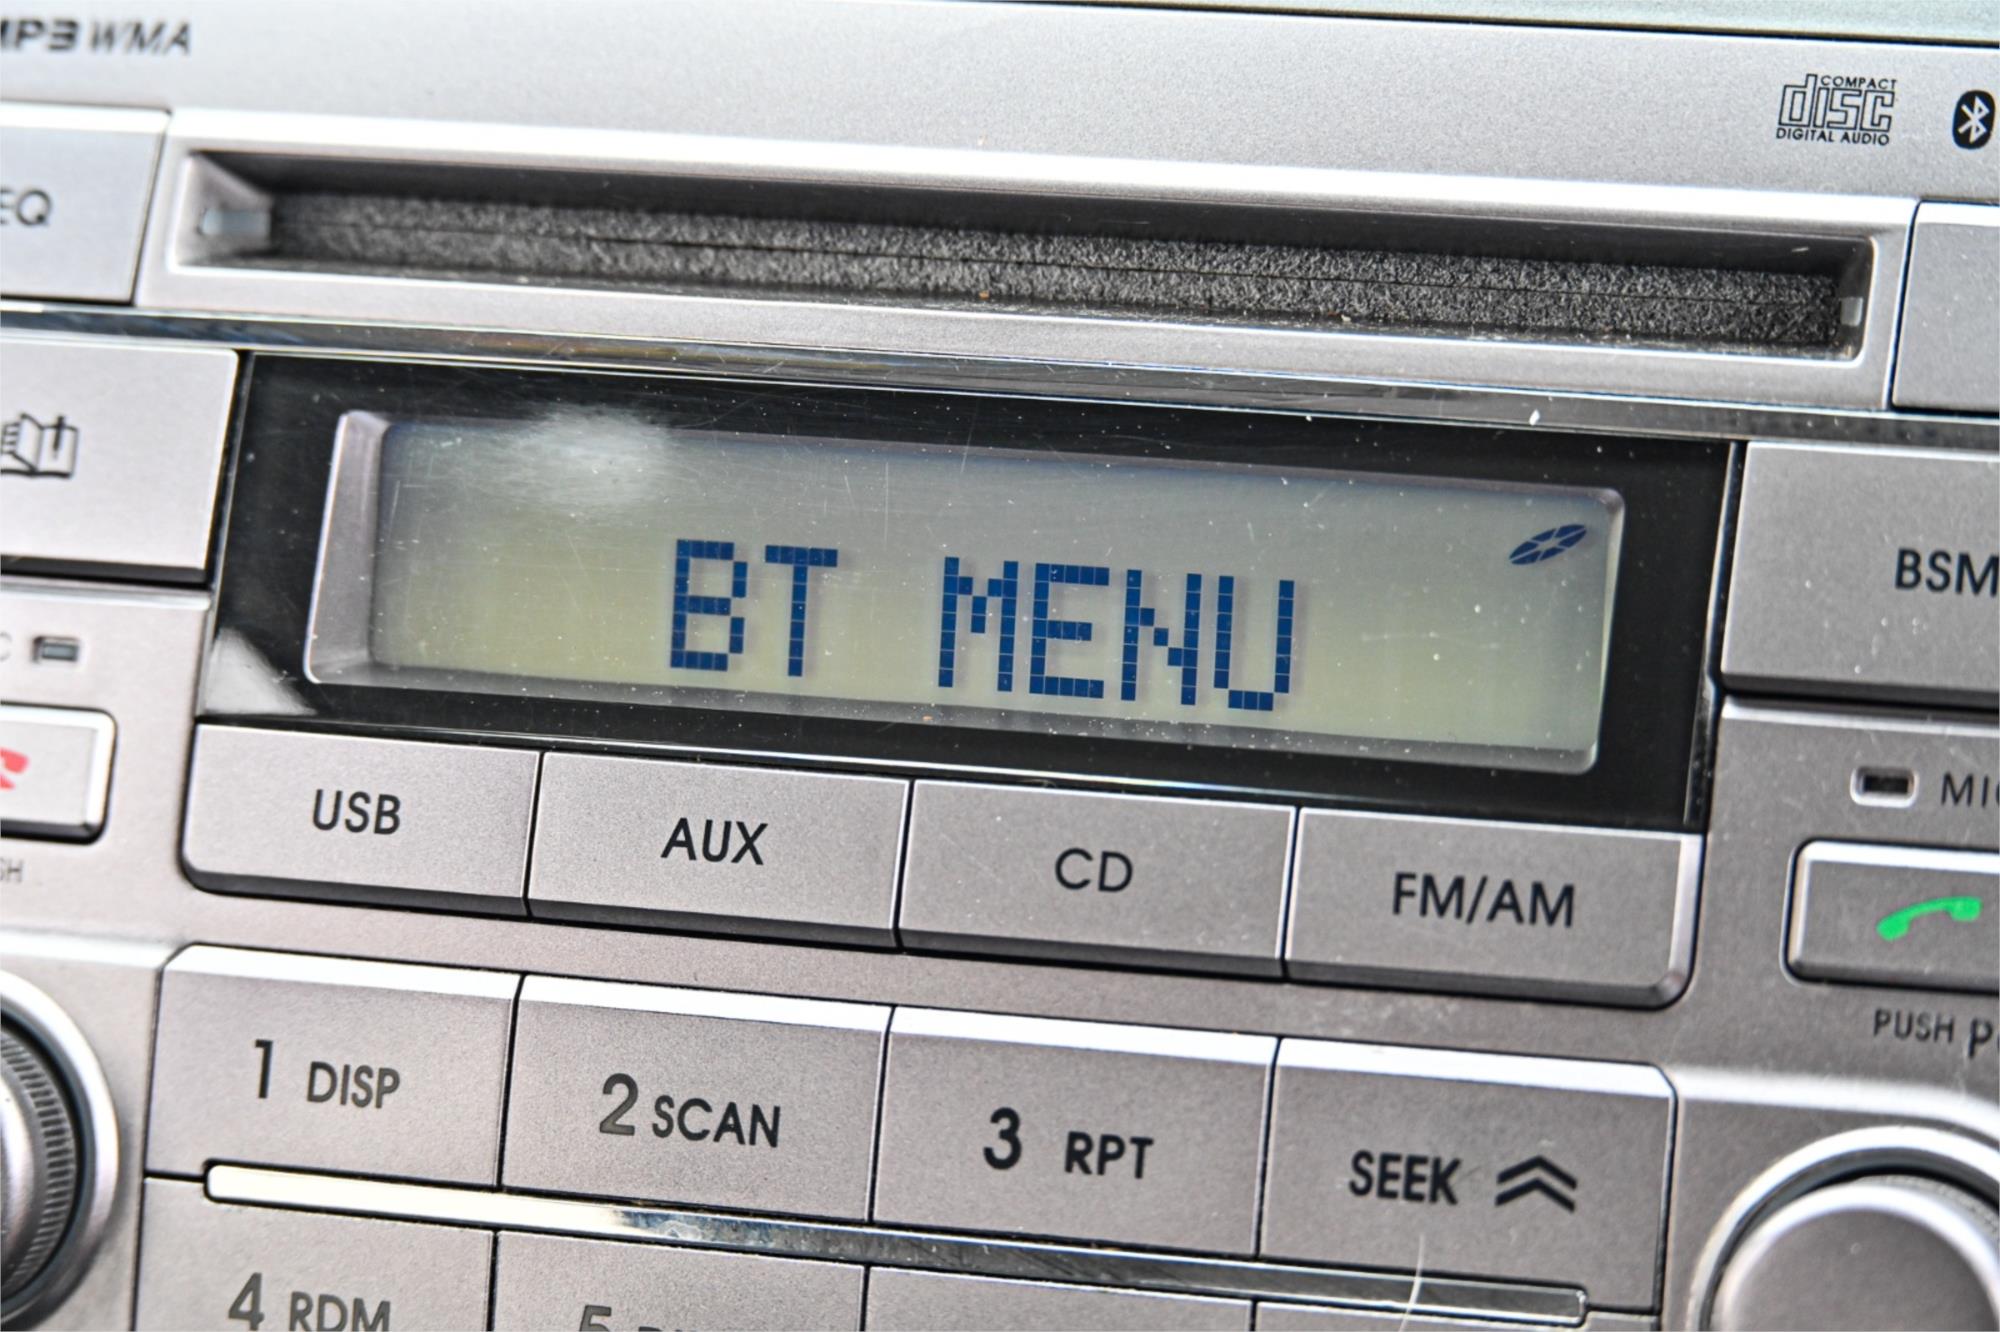 MP3 WMA
COMPACT
disc
DIGITAL AUDIO
EQ
BT MENU
BSM
USB
AUX
CD
FM/AM
1 DISP
2 SCAN
3 RPT
SEEK
PUSH
4 RDM
5